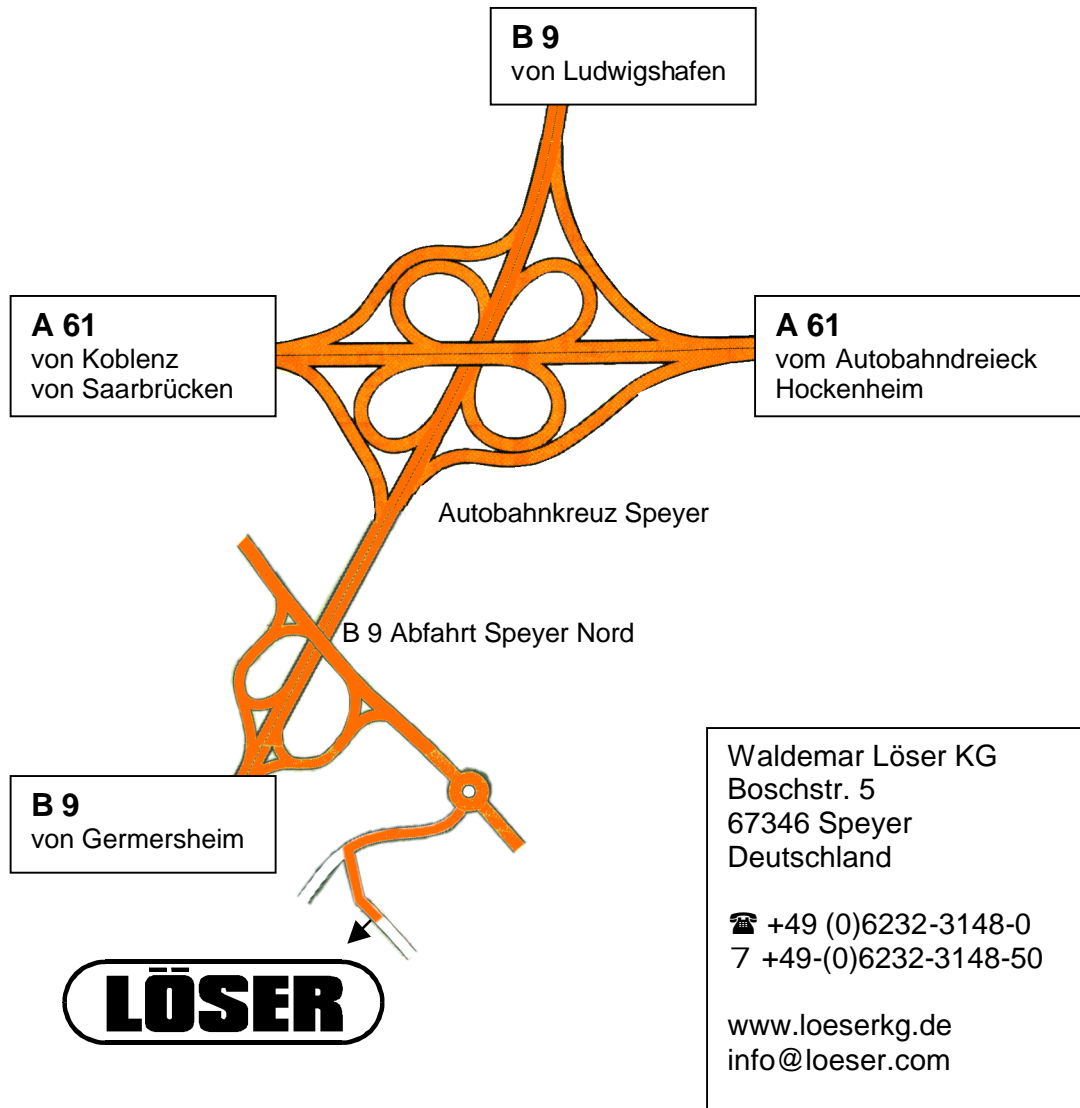 B 9
von Ludwigshafen
A 61
von Koblenz
von Saarbrücken
A 61
vom Autobahndreieck
Hockenheim
Autobahnkreuz Speyer
B 9 Abfahrt Speyer Nord
B 9
von Germersheim
Waldemar Löser KG
Boschstr. 5
67346 Speyer
Deutschland
☎ +49 (0)6232-3148-0
7 +49-(0)6232-3148-50
www.loeserkg.de
info@loeser.com
LÖSER